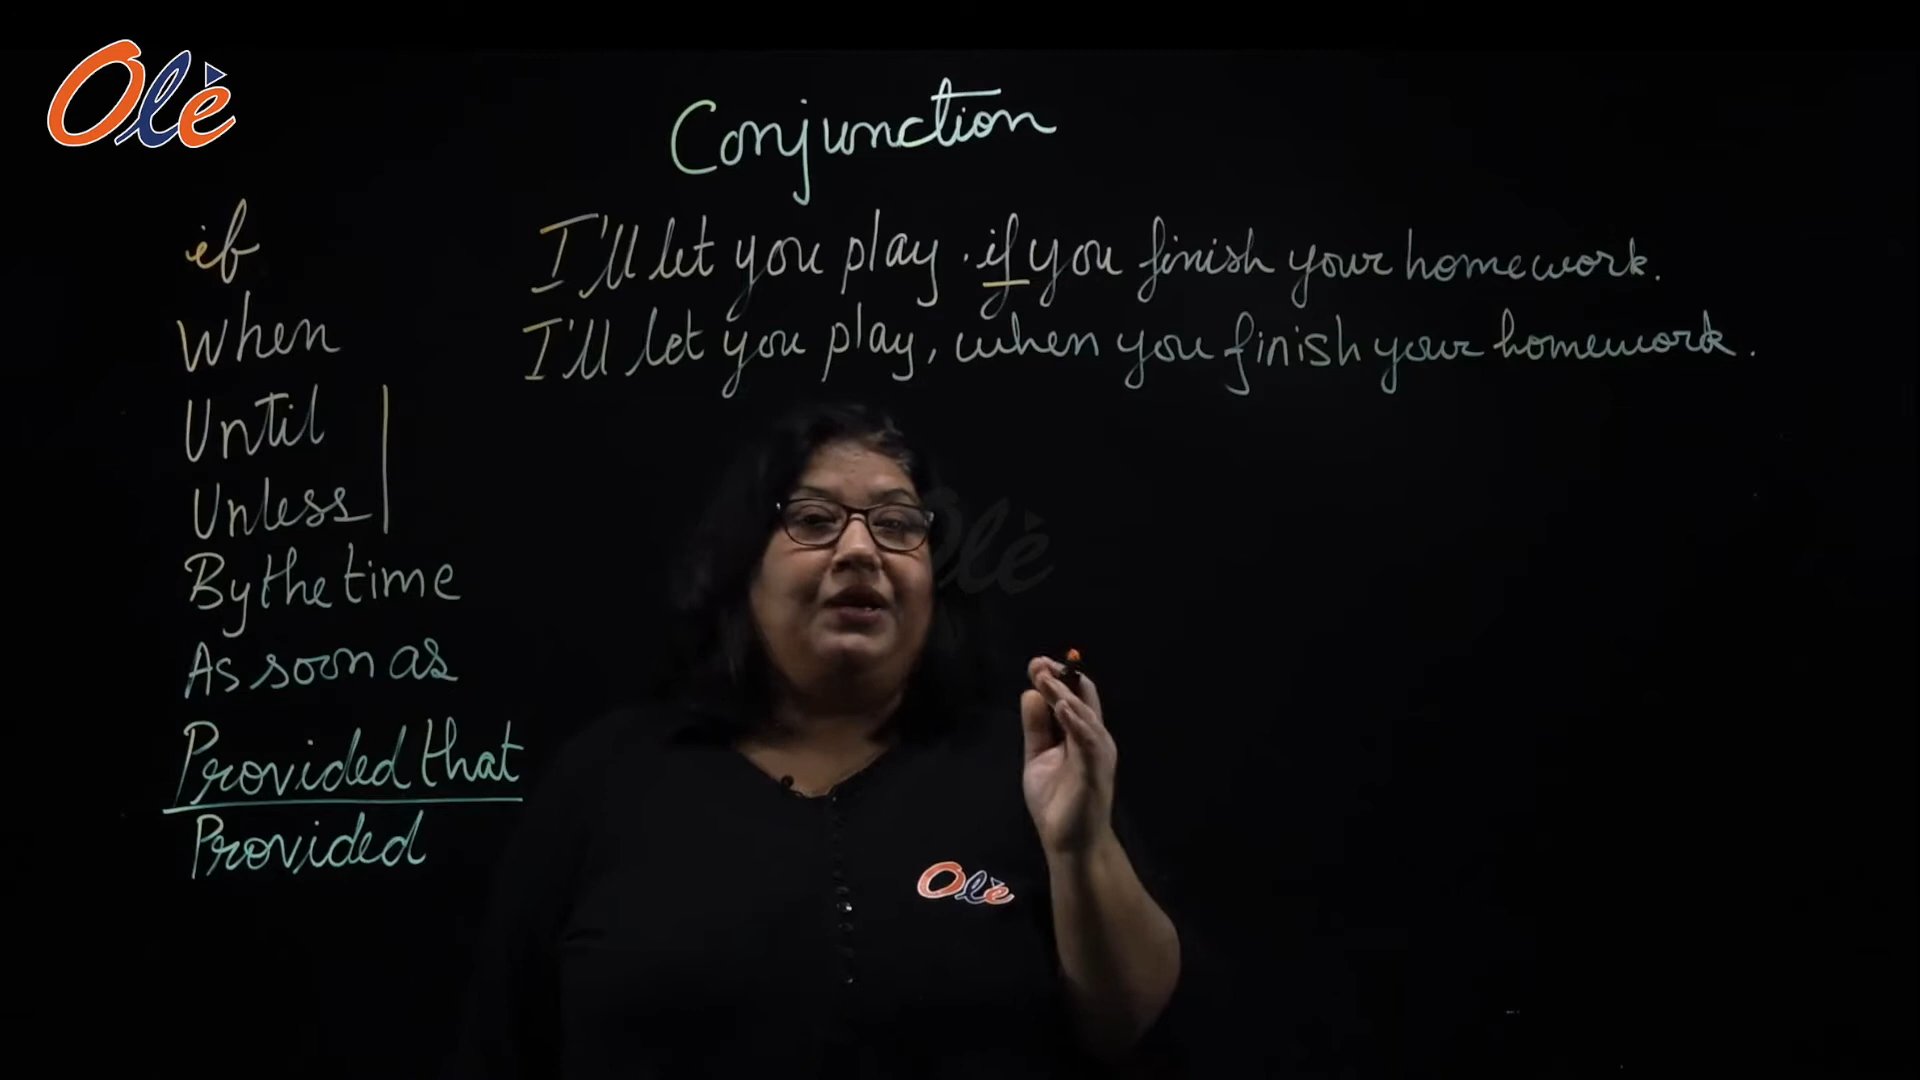 Olè
Conjunction
if
I'll let you play. if you finish your homework.
When
I'll let you play, when you finish your homework.
Until
Unless
By the time
As soon as
Provided that
Provided
Olè
Olè